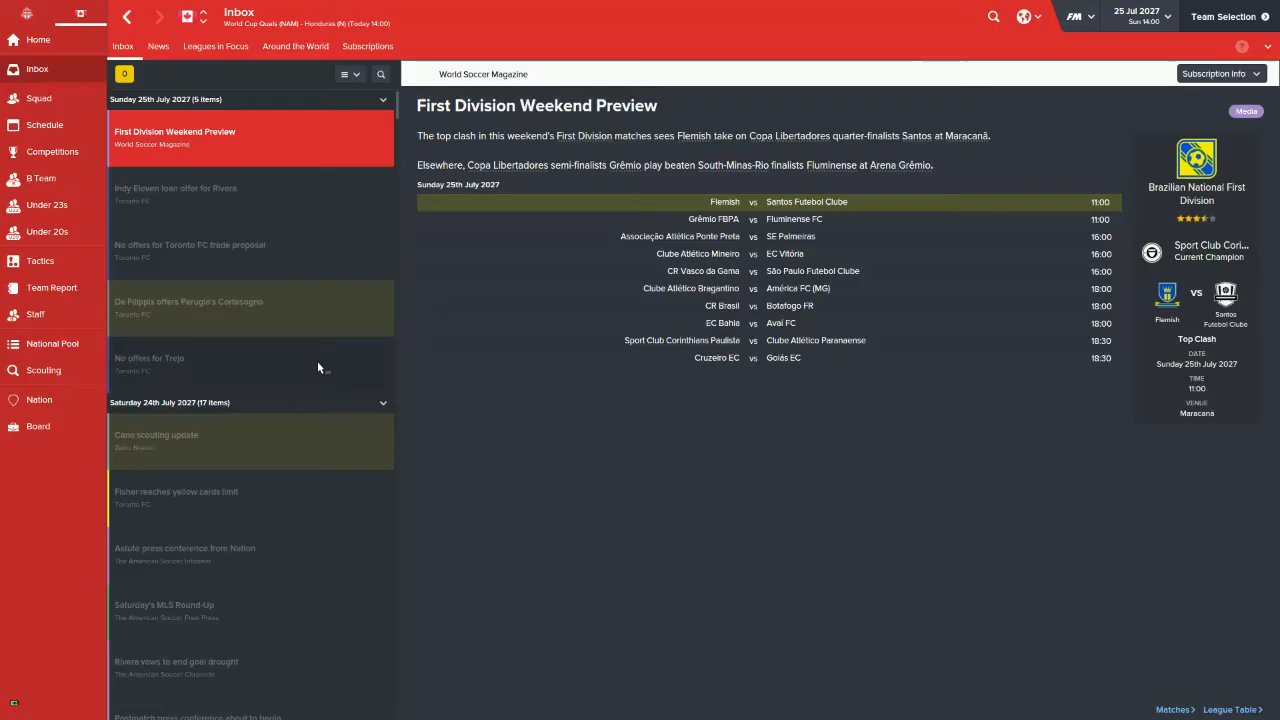 Home
Inbox
Squad
Schedule
Competitions
B Team
Under 23s
Under 20s
Tactics
Team Report
Staff
National Pool
Scouting
Nation
Board
Inbox
World Cup Quals (NAM) - Honduras (N) (Today 14:00)
FM
25 Jul 2027
Sun 14:00
Team Selection
Inbox News Leagues in Focus Around the World Subscriptions
?
0
Sunday 25th July 2027 (5 items)
First Division Weekend Preview
World Soccer Magazine
Indy Eleven loan offer for Rivera
Toronto FC
No offers for Toronto FC trade proposal
Toronto FC
De Filippis offers Perugia's Cortesogno
Toronto FC
No offers for Trejo
Toronto FC
Saturday 24th July 2027 (17 items)
Cano scouting update
Fisher reaches yellow cards limit
Toronto FC
Astute press conference from Nation
The American Soccer Informer
Saturday's MLS Round-Up
The American Soccer Free Press
Rivera vows to end goal drought
The American Soccer Chronicle
Postmatch press conference about to begin
World Soccer Magazine
Subscription Info
First Division Weekend Preview
Media
The top clash in this weekend's First Division matches sees Flemish take on Copa Libertadores quarter-finalists Santos at Maracanã.
Elsewhere, Copa Libertadores semi-finalists Grêmio play beaten South-Minas-Rio finalists Fluminense at Arena Grêmio.
Sunday 25th July 2027
Flemish vs Santos Futebol Clube 11:00
Grêmio FBPA vs Fluminense FC 11:00
Associação Atlética Ponte Preta vs SE Palmeiras 16:00
Clube Atlético Mineiro vs EC Vitória 16:00
CR Vasco da Gama vs São Paulo Futebol Clube 16:00
Clube Atlético Bragantino vs América FC (MG) 18:00
CR Brasil vs Botafogo FR 18:00
EC Bahia vs Avaí FC 18:00
Sport Club Corinthians Paulista vs Clube Atlético Paranaense 18:30
Cruzeiro EC vs Goiás EC 18:30
Brazilian National First
Division
Sport Club Cori...
Current Champion
VS
Flemish
Santos
Futebol Clube
Top Clash
DATE
Sunday 25th July 2027
TIME
11:00
VENUE
Maracanã
Matches>
League Table>